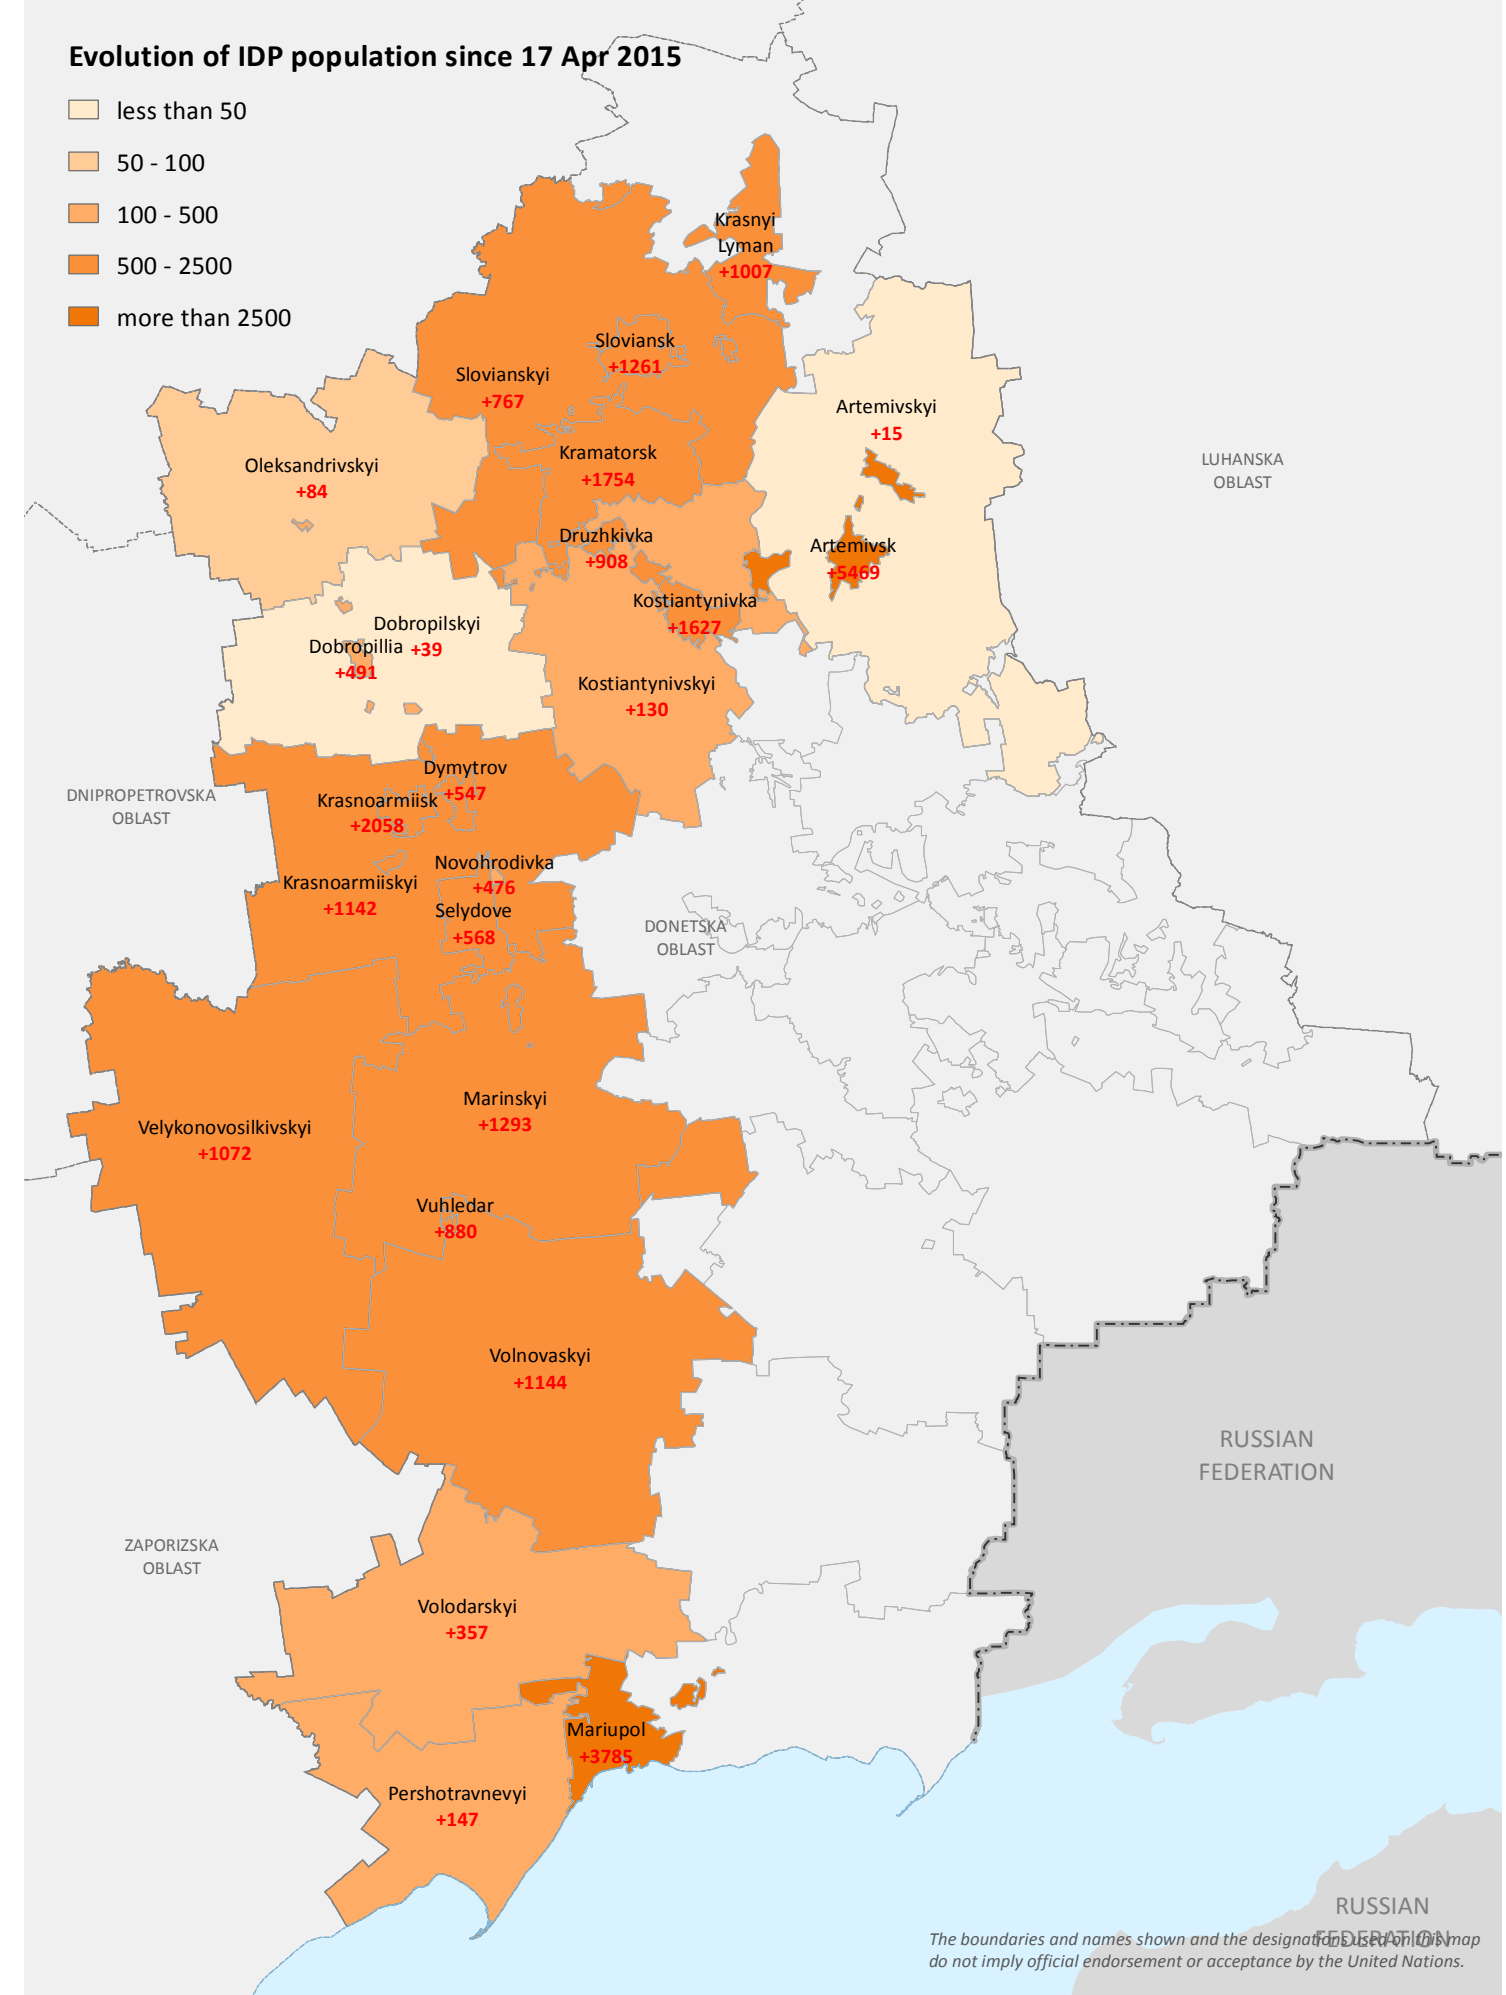 Evolution of IDP population since 17 Apr 2015
less than 50
50 - 100
100 - 500
500 - 2500
more than 2500
Krasnyi
Lyman
+1007
Sloviansk
+1261
Slovianskyi
+767
Artemivskyi
+15
Kramatorsk
+1754
Oleksandrivskyi
+84
LUHANSKA
OBLAST
Druzhkivka
+908
Artemivsk
+5469
Kostiantynivka
+1627
Dobropilskyi
+39
Dobropillia
+491
Kostiantynivskyi
+130
Dymytrov
+547
DNIPROPETROVSKA
OBLAST
Krasnoarmiisk
+2058
Novohrodivka
+476
Krasnoarmiiskyi
+1142
Selydove
+568
DONETSKA
OBLAST
Marinskyi
+1293
Velykonovosilkivskyi
+1072
Vuhledar
+880
Volnovaskyi
+1144
RUSSIAN
FEDERATION
ZAPORIZSKA
OBLAST
Volodarskyi
+357
Mariupol
+3785
Pershotravnevyi
+147
RUSSIAN
FEDERATION
The boundaries and names shown and the designations used on this map
do not imply official endorsement or acceptance by the United Nations.